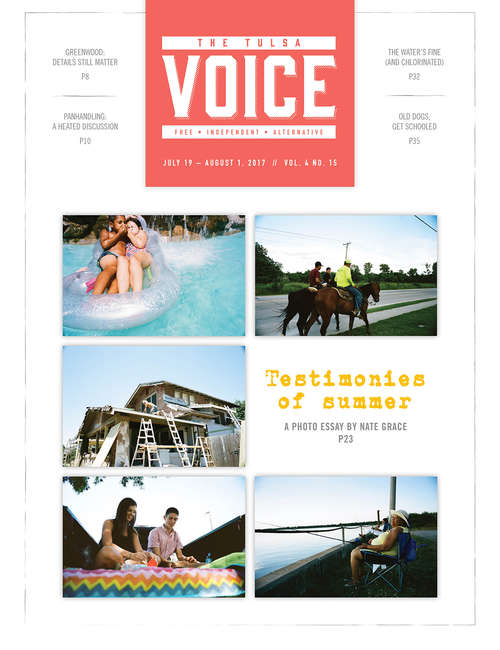 GREENWOOD:
DETAILS STILL MATTER
P8
PANHANDLING:
A HEATED DISCUSSION
P10
THE TULSA
VOICE
FREE • INDEPENDENT • ALTERNATIVE
JULY 19 – AUGUST 1, 2017 // VOL. 4 NO. 15
THE WATER'S FINE
(AND CHLORINATED)
P32
OLD DOGS,
GET SCHOOLED
P35
Testimonies
of summer
A PHOTO ESSAY BY NATE GRACE
P23